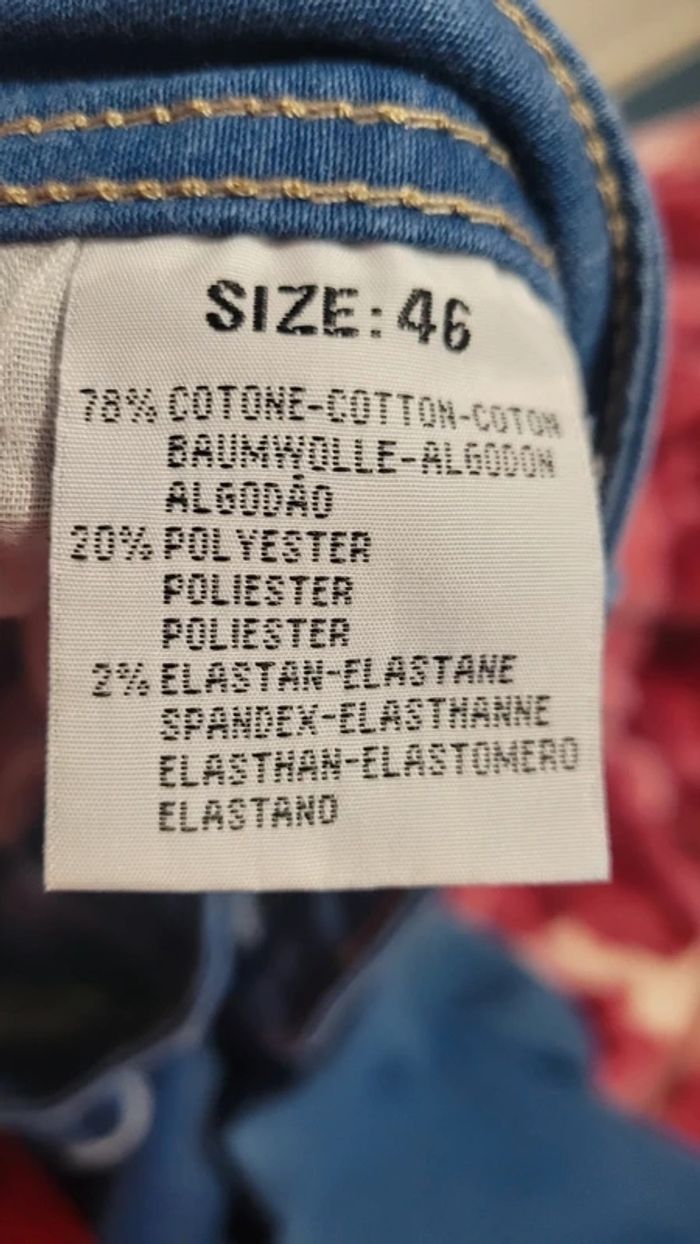 SIZE: 46
78% COTONE-COTTON-COTON
BAUMWOLLE-ALGODON
ALGODÃO
20% POLYESTER
POLIESTER
POLIESTER
2% ELASTAN-ELASTANE
SPANDEX-ELASTHANNE
ELASTHAN-ELASTOMERO
ELASTANO